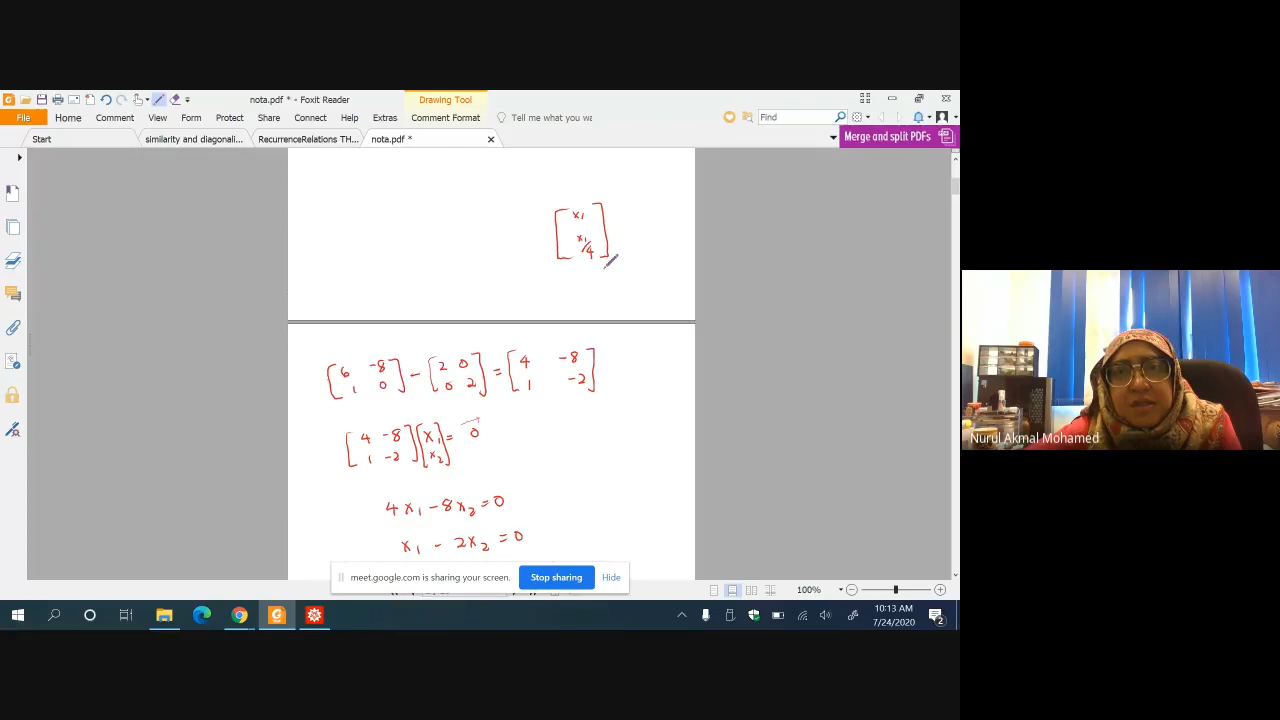 nota.pdf * - Foxit Reader
Drawing Tool
File Home Comment View Form Protect Share Connect Help Extras Comment Format Tell me what you wa Find
Start similarity and diagonali... RecurrenceRelations TH... nota.pdf * Merge and split PDFs
[x₁
x₁/4]
[6 -8
1 0] - [2 0
0 2] = [4 -8
1 -2]
[4 -8
1 -2] [x₁
x₂] = 0⃗
4x₁ - 8x₂ = 0
x₁ - 2x₂ = 0
meet.google.com is sharing your screen. Stop sharing Hide
100%
10:13 AM
7/24/2020
2
Nurul Akmal Mohamed